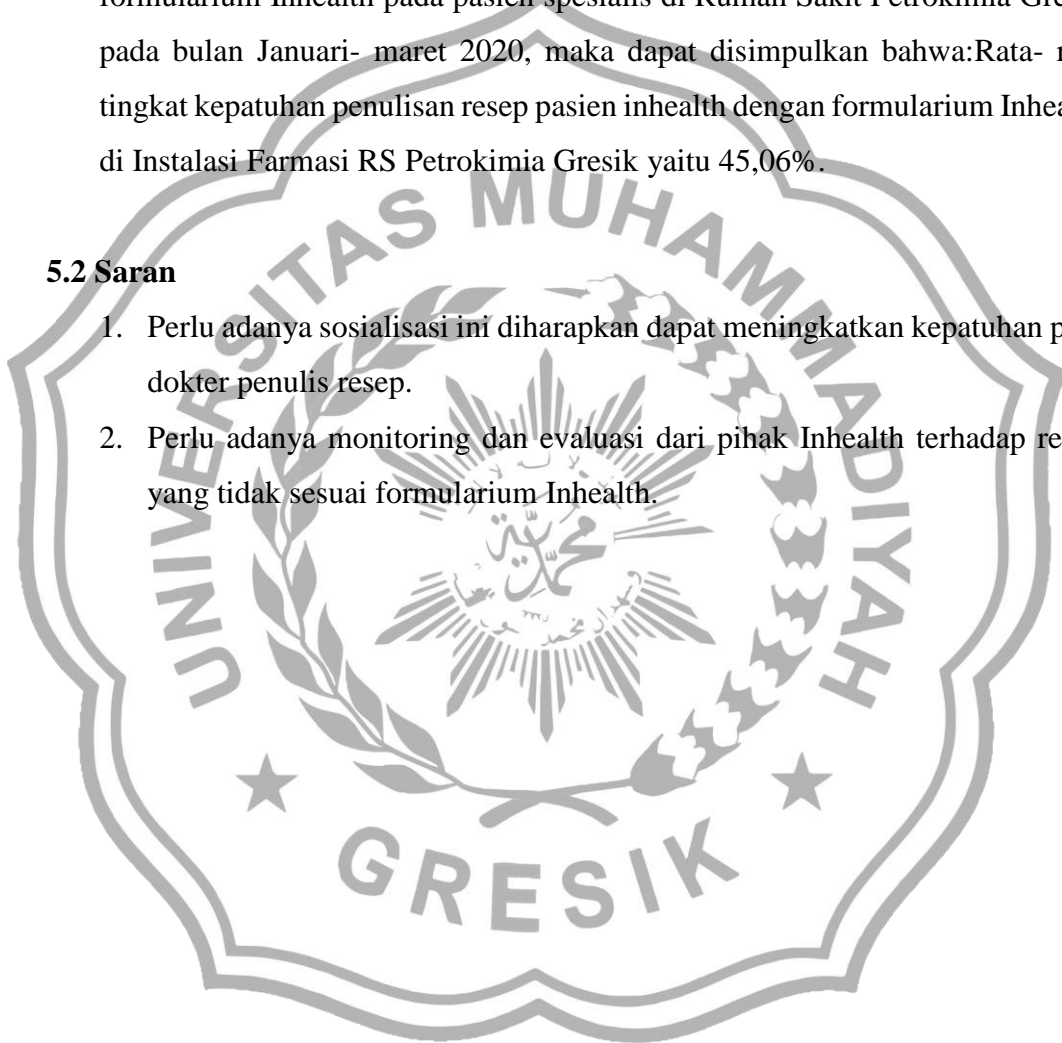 formularium Inhealth pada pasien spesialis di Rumah Sakit Petrokimia
pada bulan Januari- maret 2020, maka dapat disimpulkan bahwa:Rata-
tingkat kepatuhan penulisan resep pasien inhealth dengan formularium
di Instalasi Farmasi RS Petrokimia Gresik yaitu 45,06%.
5.2 Saran
1. Perlu adanya sosialisasi ini diharapkan dapat meningkatkan kepatuhan
dokter penulis resep.
2. Perlu adanya monitoring dan evaluasi dari pihak Inhealth terhadap
yang tidak sesuai formularium Inhealth.
UNIVERSITAS MUHAMMADIYAH
GRESIK